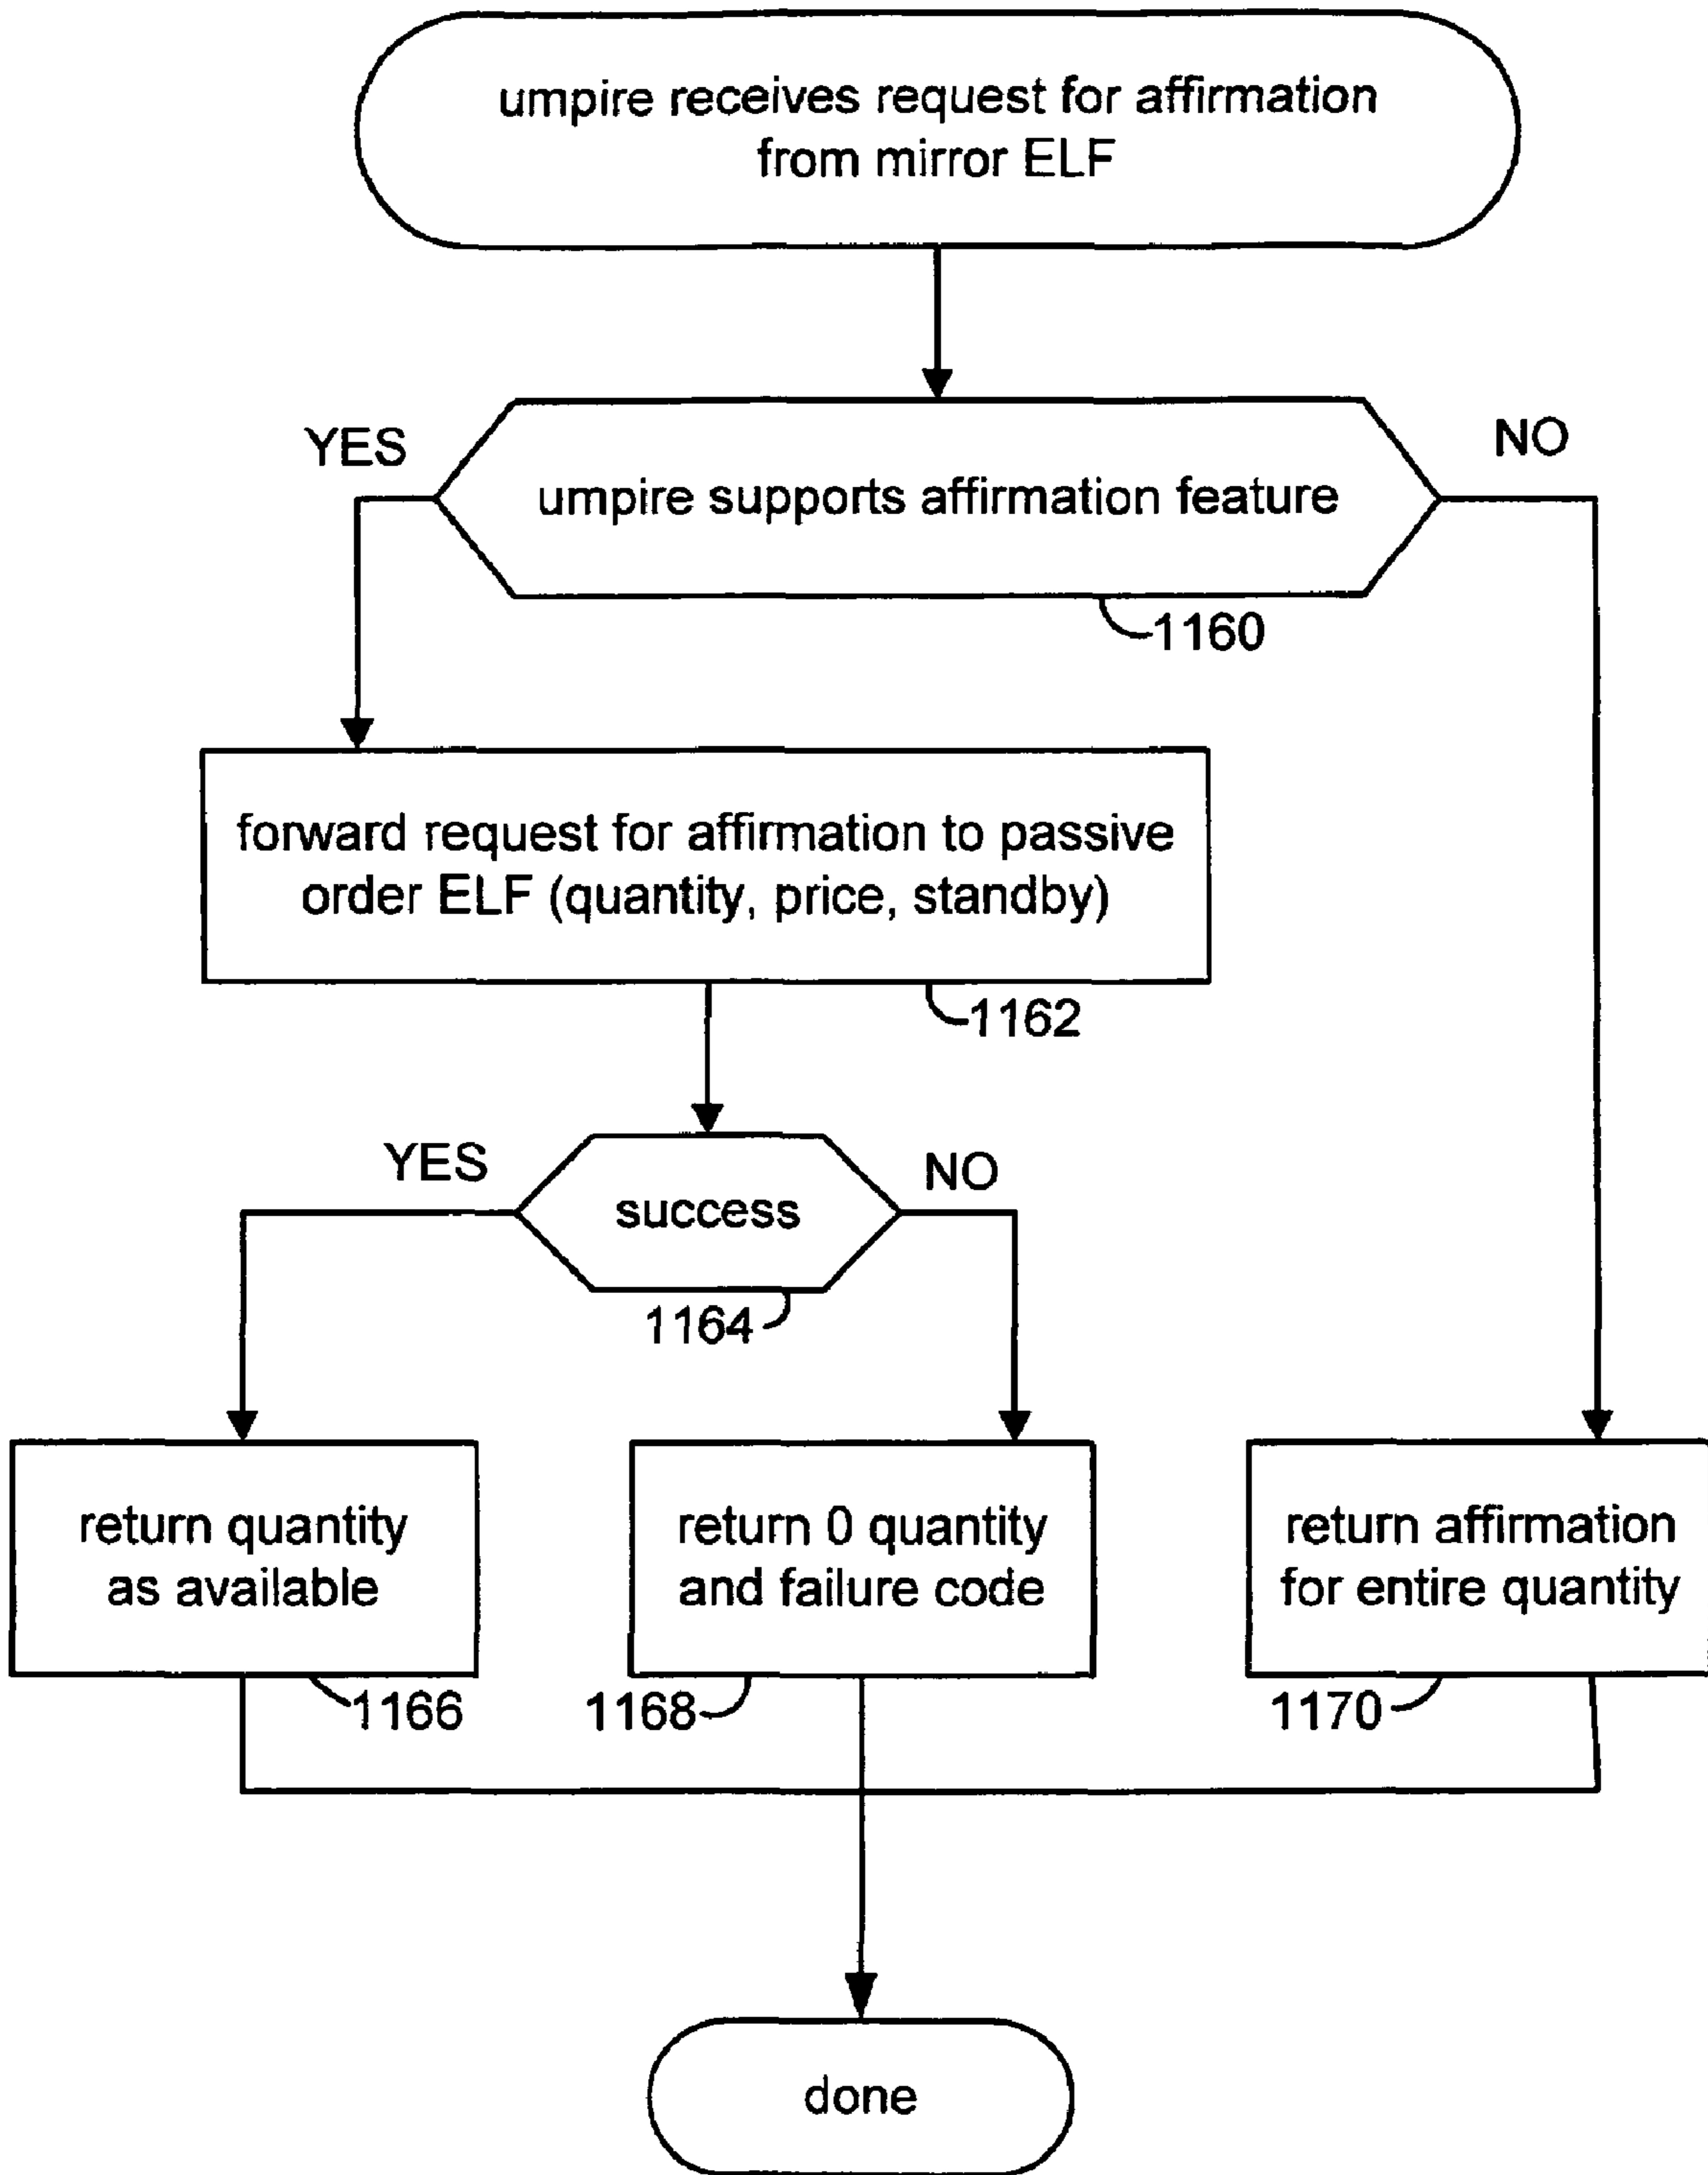 umpire receives request for affirmation
from mirror ELF
YES
NO
umpire supports affirmation feature
1160
forward request for affirmation to passive
order ELF (quantity, price, standby)
1162
YES
NO
success
1164
return quantity
as available
1166
return 0 quantity
and failure code
1168
return affirmation
for entire quantity
1170
done